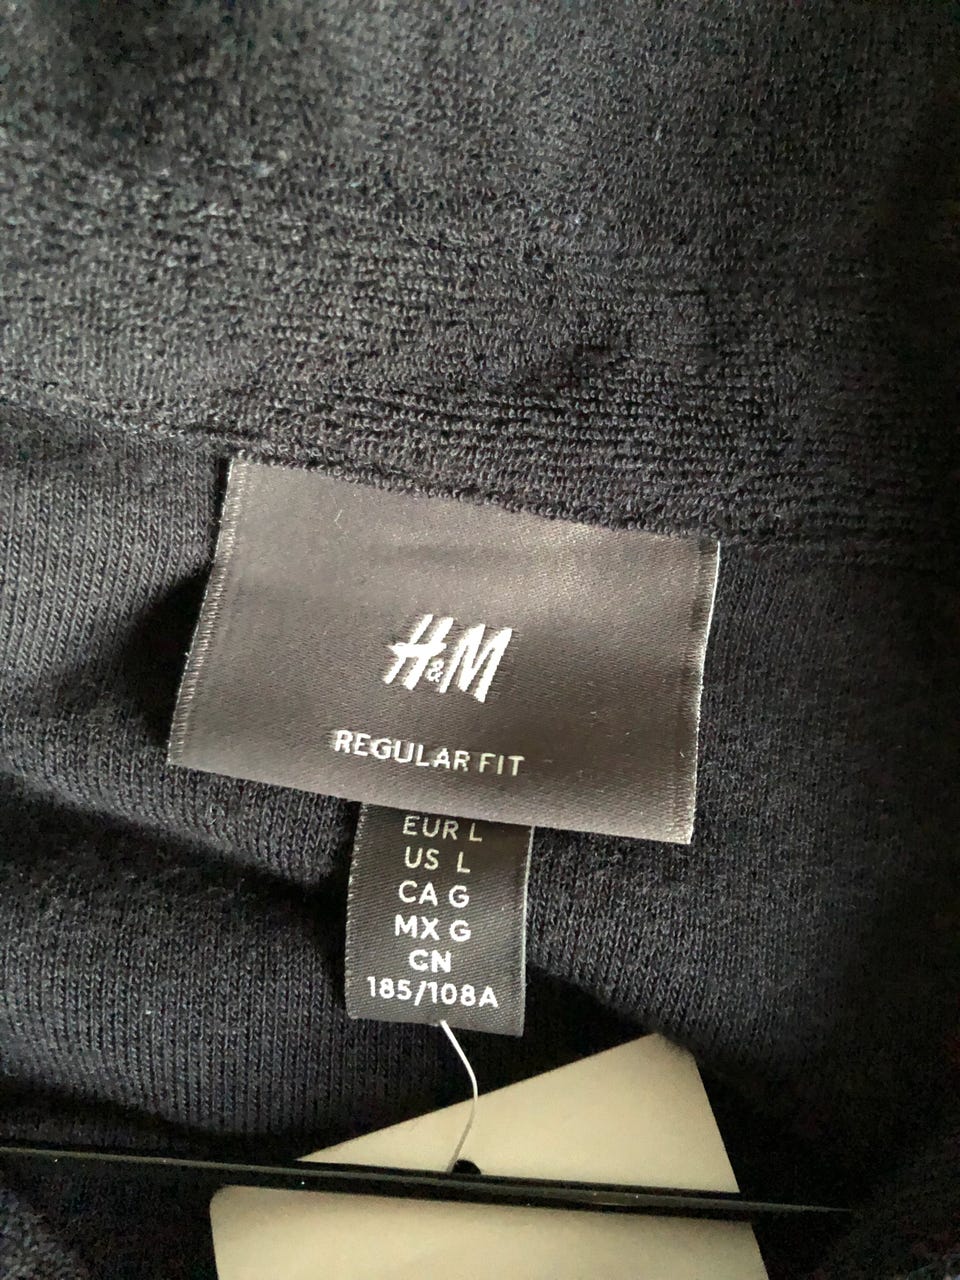 H&M
REGULAR FIT
EUR L
US L
CA G
MX G
CN
185/108A